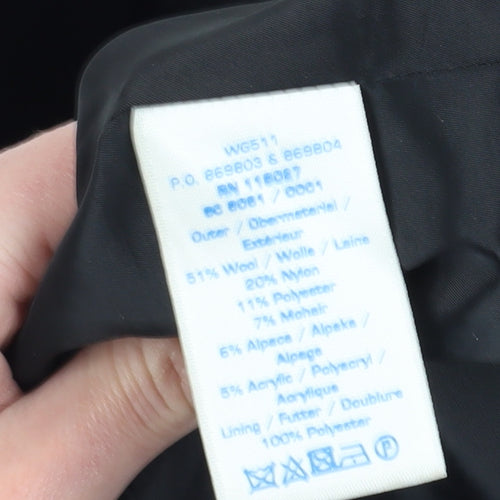 WG511
P.O. 869803 & 869804
RN 118087
Outer / Obermaterial /
Extérieur
51% Wool / Wolle / Laine
20% Nylon
11% Polyester
7% Mohair
6% Alpaca / Alpaka /
Alpaga
5% Acrylic / Polyacryl /
Acrylique
Lining / Futter / Doublure
100% Polyester
P